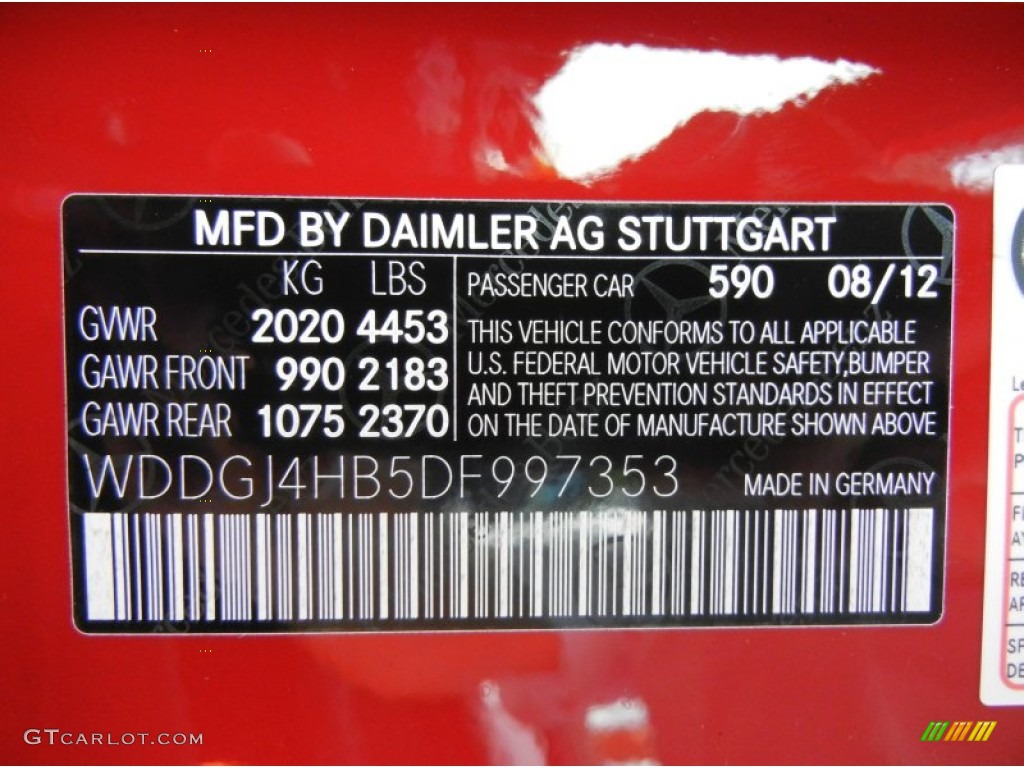 MFD BY DAIMLER AG STUTTGART
KG LBS
GVWR 2020 4453
GAWR FRONT 990 2183
GAWR REAR 1075 2370
PASSENGER CAR 590 08/12
THIS VEHICLE CONFORMS TO ALL APPLICABLE
U.S. FEDERAL MOTOR VEHICLE SAFETY,BUMPER
AND THEFT PREVENTION STANDARDS IN EFFECT
ON THE DATE OF MANUFACTURE SHOWN ABOVE
WDDGJ4HB5DF997353 MADE IN GERMANY
GTCARLOT.COM